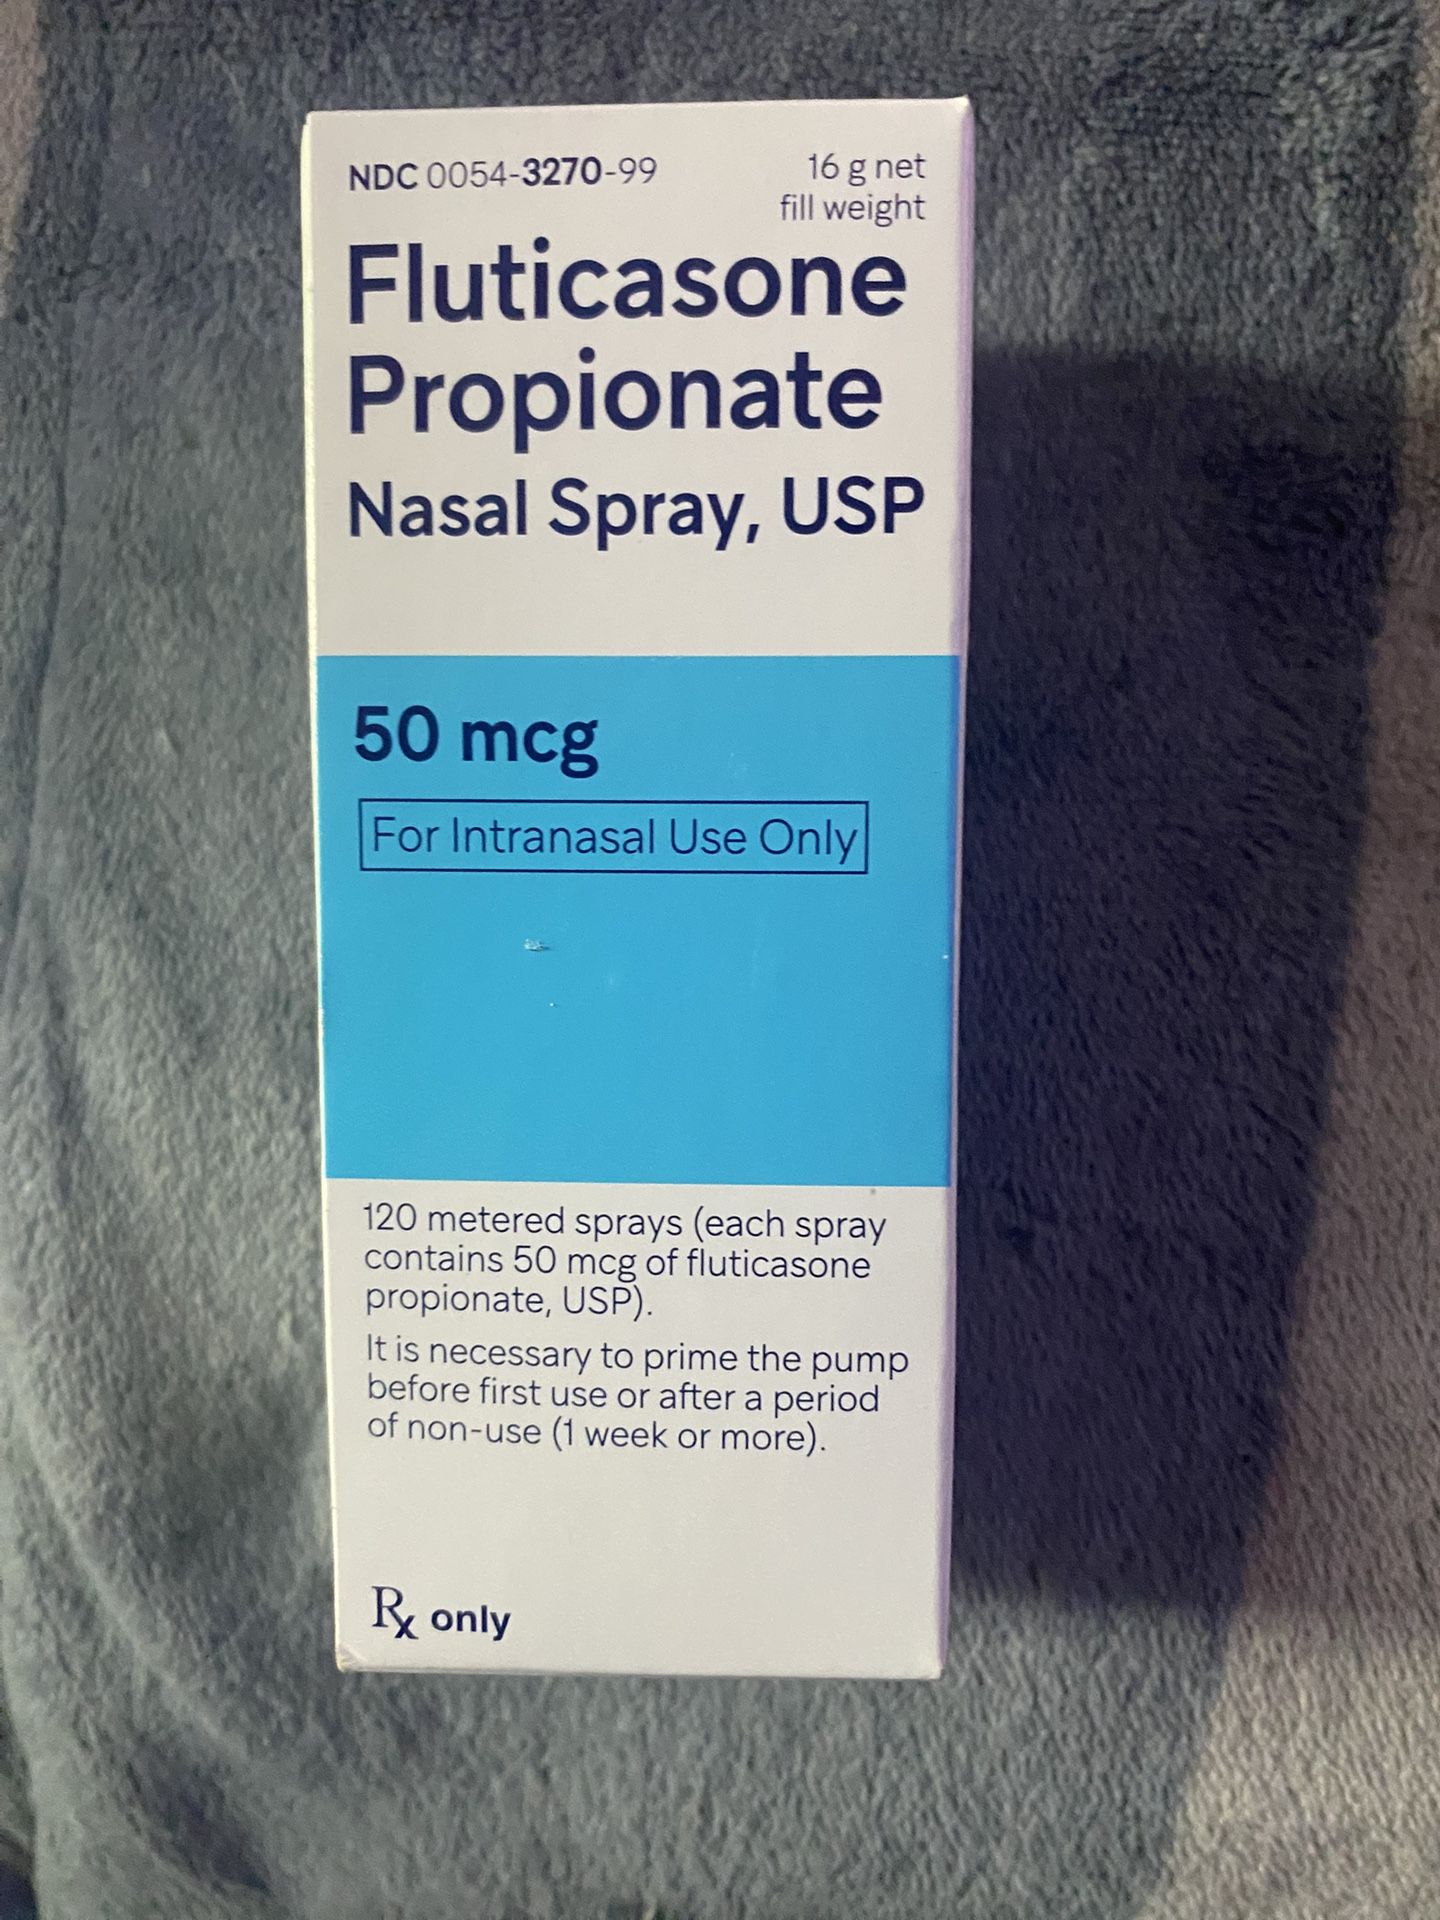 NDC 0054-3270-99
16 g net
fill weight
Fluticasone
Propionate
Nasal Spray, USP
50 mcg
For Intranasal Use Only
120 metered sprays (each spray
contains 50 mcg of fluticasone
propionate, USP).
It is necessary to prime the pump
before first use or after a period
of non-use (1 week or more).
Rx only